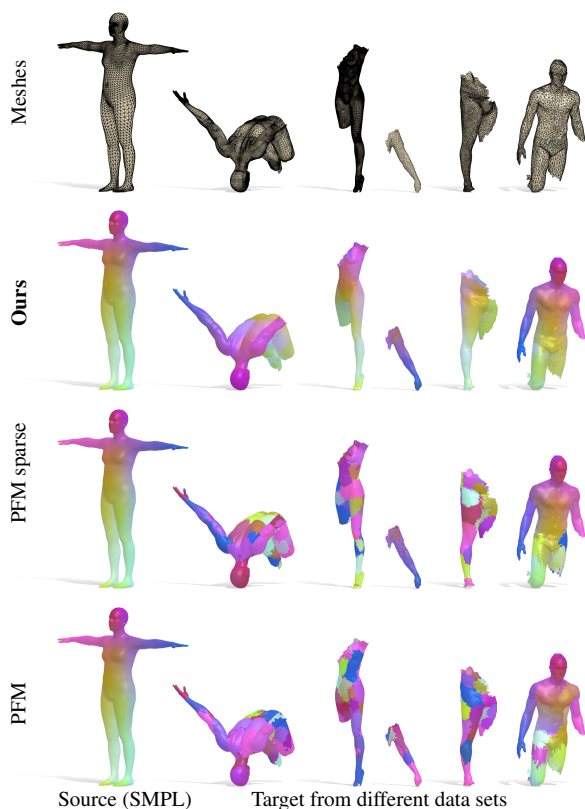 Meshes
Ours
PFM sparse
PFM
Source (SMPL)
Target from different data sets